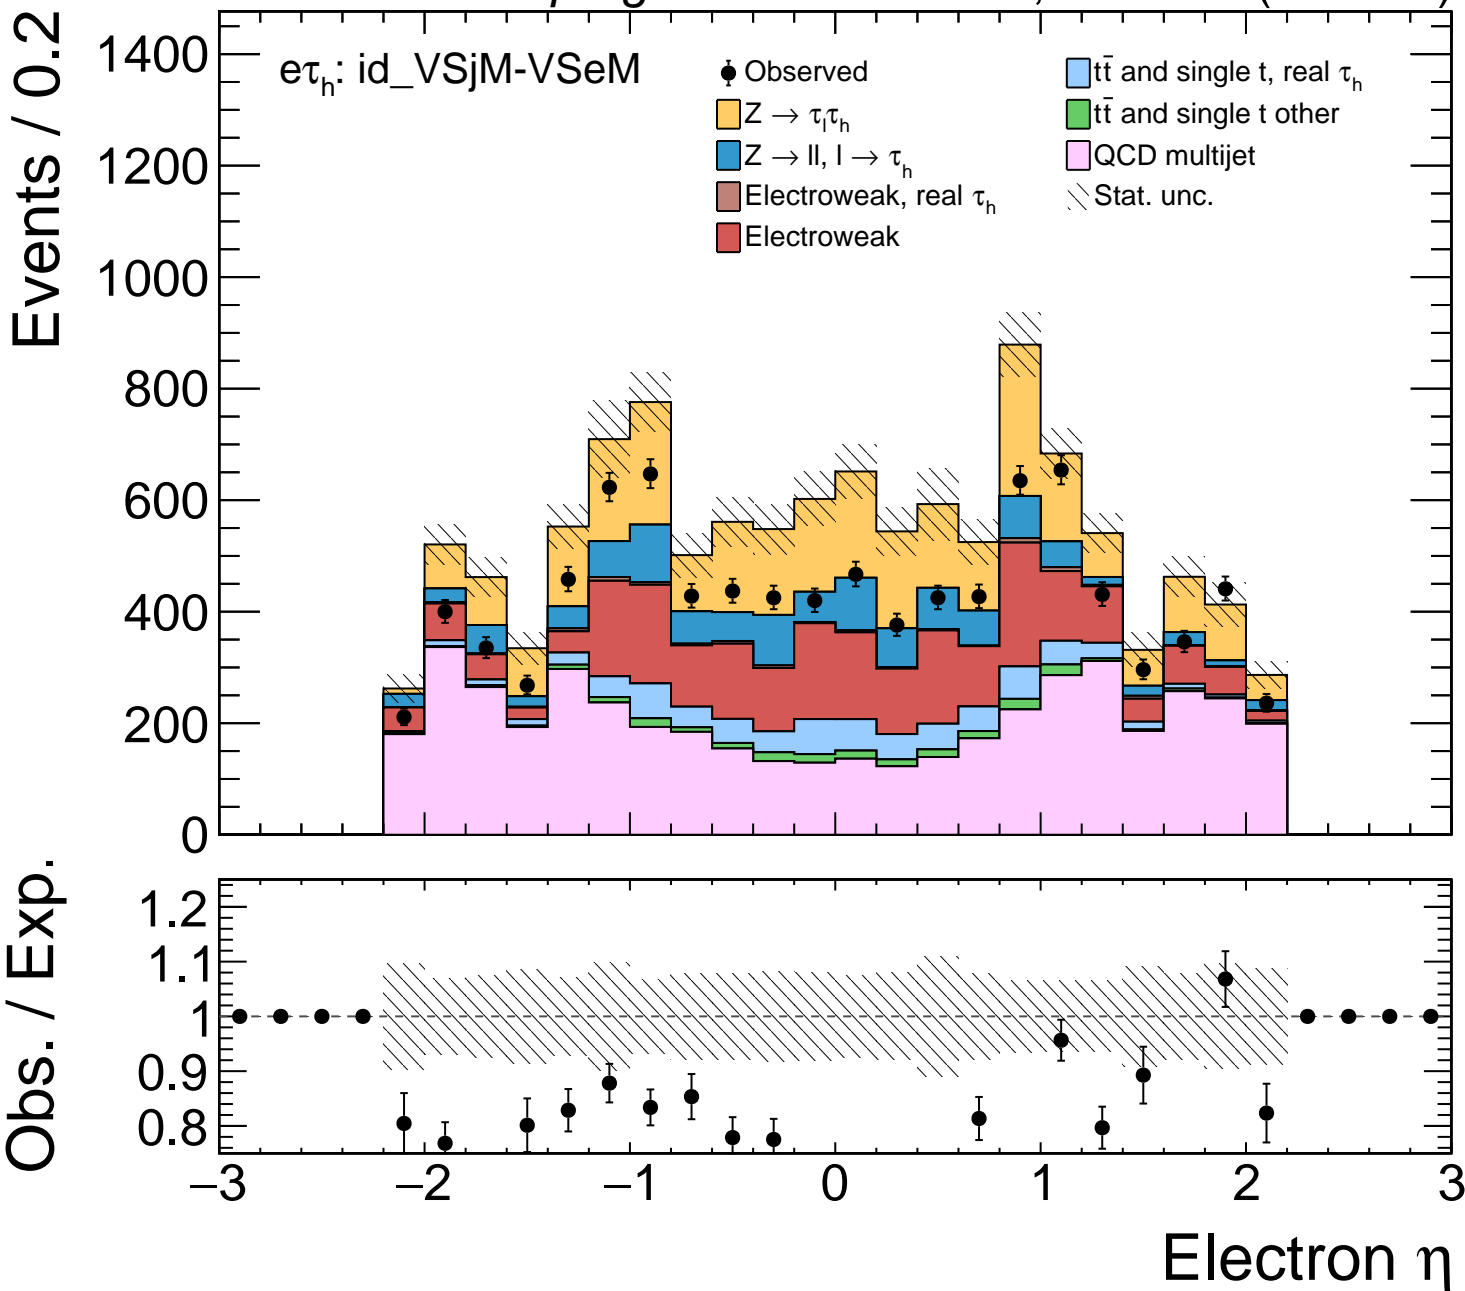 eτh: id_VSjM-VSeM
Observed
Z → τlτh
Z → ll, l → τh
Electroweak, real τh
Electroweak
tt̄ and single t, real τh
tt̄ and single t other
QCD multijet
Stat. unc.
Events / 0.2
1400
1200
1000
800
600
400
200
0
Obs. / Exp.
1.2
1.1
1
0.9
0.8
−3 −2 −1 0 1 2 3
Electron η